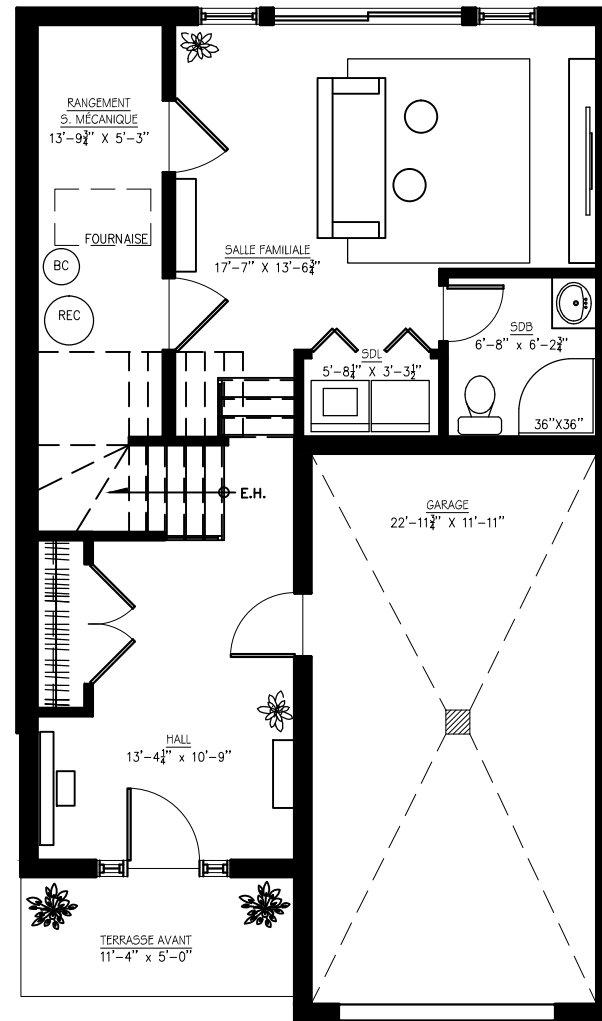 RANGEMENT
S. MÉCANIQUE
13'-9¾" X 5'-3"
FOURNAISE
BC
REC
SALLE FAMILIALE
17'-7" X 13'-6¾"
SDL
5'-8¼" X 3'-3½"
SDB
6'-8" x 6'-2¾"
36"X36"
E.H.
GARAGE
22'-11¾" X 11'-11"
HALL
13'-4¼" x 10'-9"
TERRASSE AVANT
11'-4" x 5'-0"